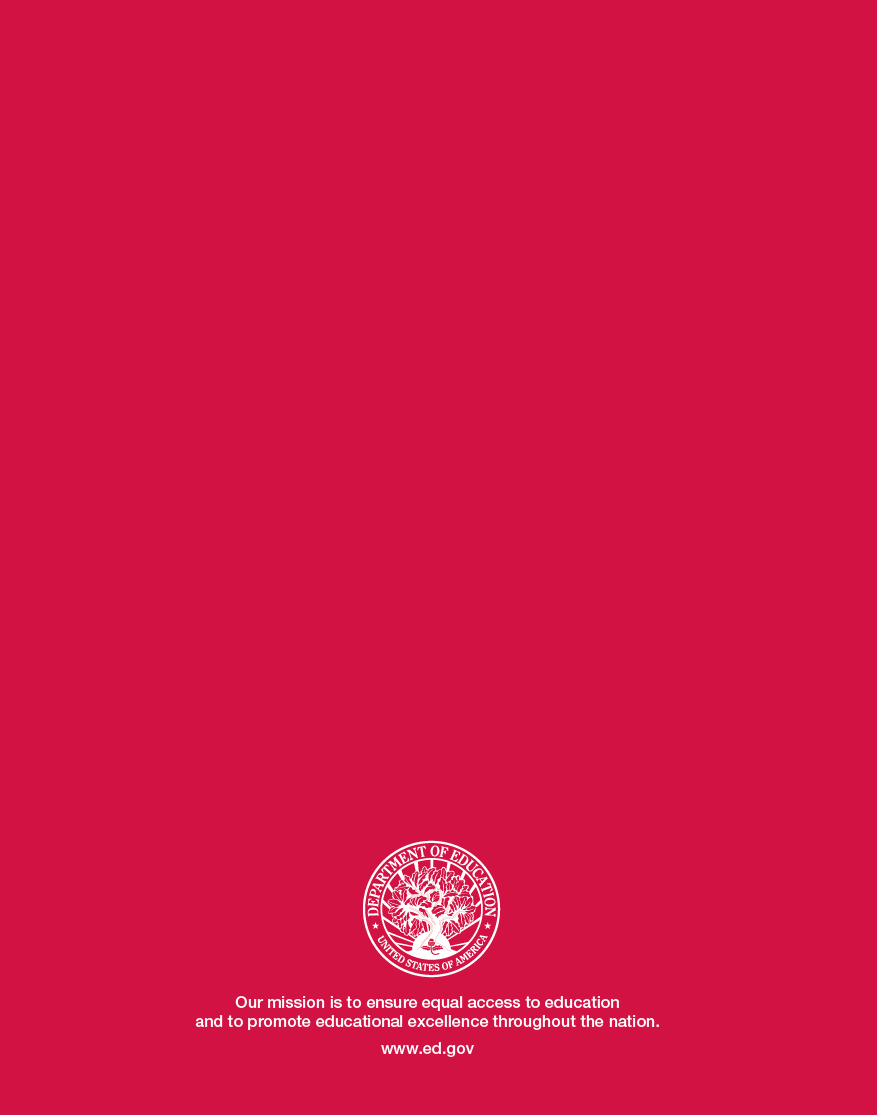 DEPARTMENT OF EDUCATION
UNITED STATES OF AMERICA
Our mission is to ensure equal access to education
and to promote educational excellence throughout the nation.
www.ed.gov